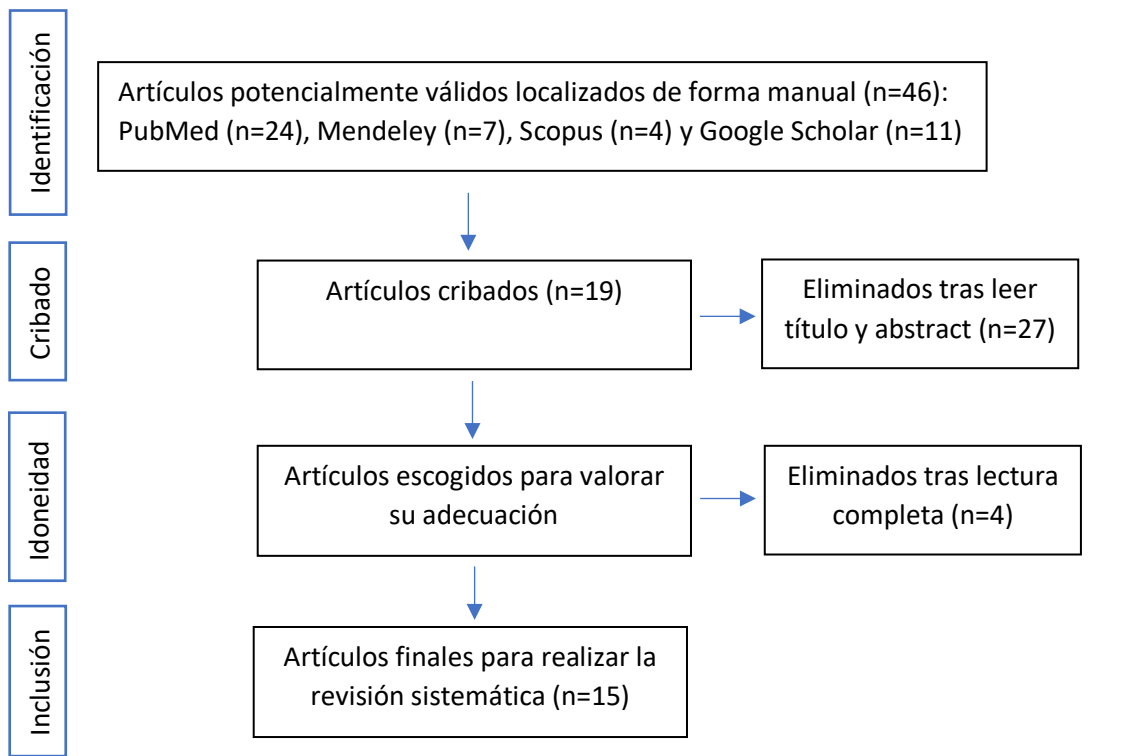 Identificación
Artículos potencialmente válidos localizados de forma manual (n=46):
PubMed (n=24), Mendeley (n=7), Scopus (n=4) y Google Scholar (n=11)
Cribado
Artículos cribados (n=19)
Eliminados tras leer
título y abstract (n=27)
Idoneidad
Artículos escogidos para valorar
su adecuación
Eliminados tras lectura
completa (n=4)
Inclusión
Artículos finales para realizar la
revisión sistemática (n=15)